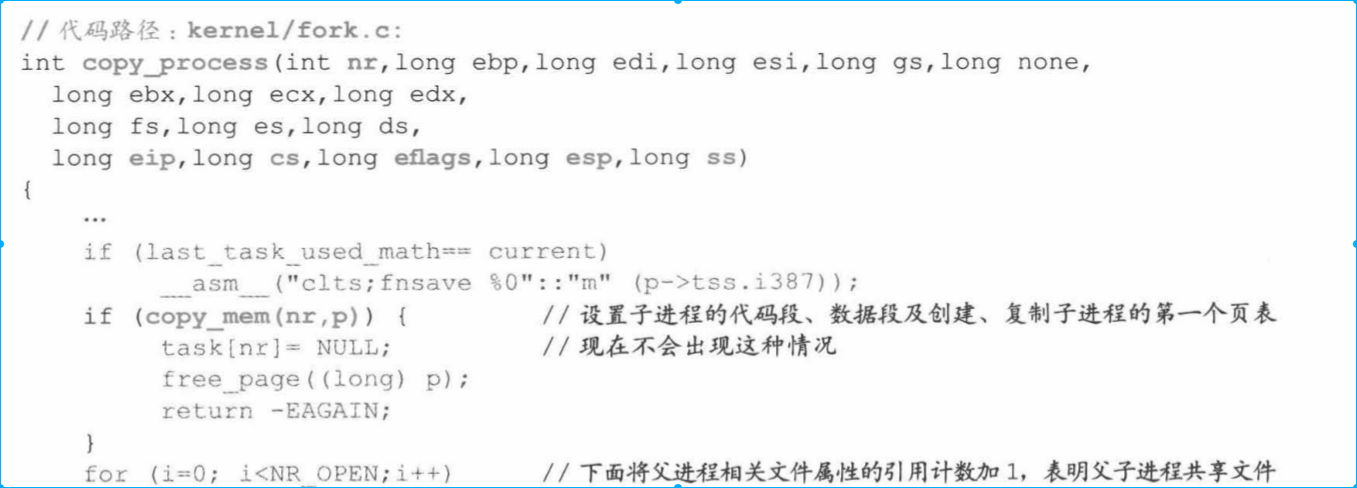 // 代码路径：kernel/fork.c:
int copy_process(int nr,long ebp,long edi,long esi,long gs,long none,
long ebx,long ecx,long edx,
long fs,long es,long ds,
long eip,long cs,long eflags,long esp,long ss)
{
…
if (last_task_used_math== current)
__asm__("clts;fnsave %0"::"m" (p->tss.i387));
if (copy_mem(nr,p)) { // 设置子进程的代码段、数据段及创建、复制子进程的第一个页表
task[nr]= NULL; // 现在不会出现这种情况
free_page((long) p);
return -EAGAIN;
}
for (i=0; i<NR_OPEN;i++) // 下面将父进程相关文件属性的引用计数加 1，表明父子进程共享文件